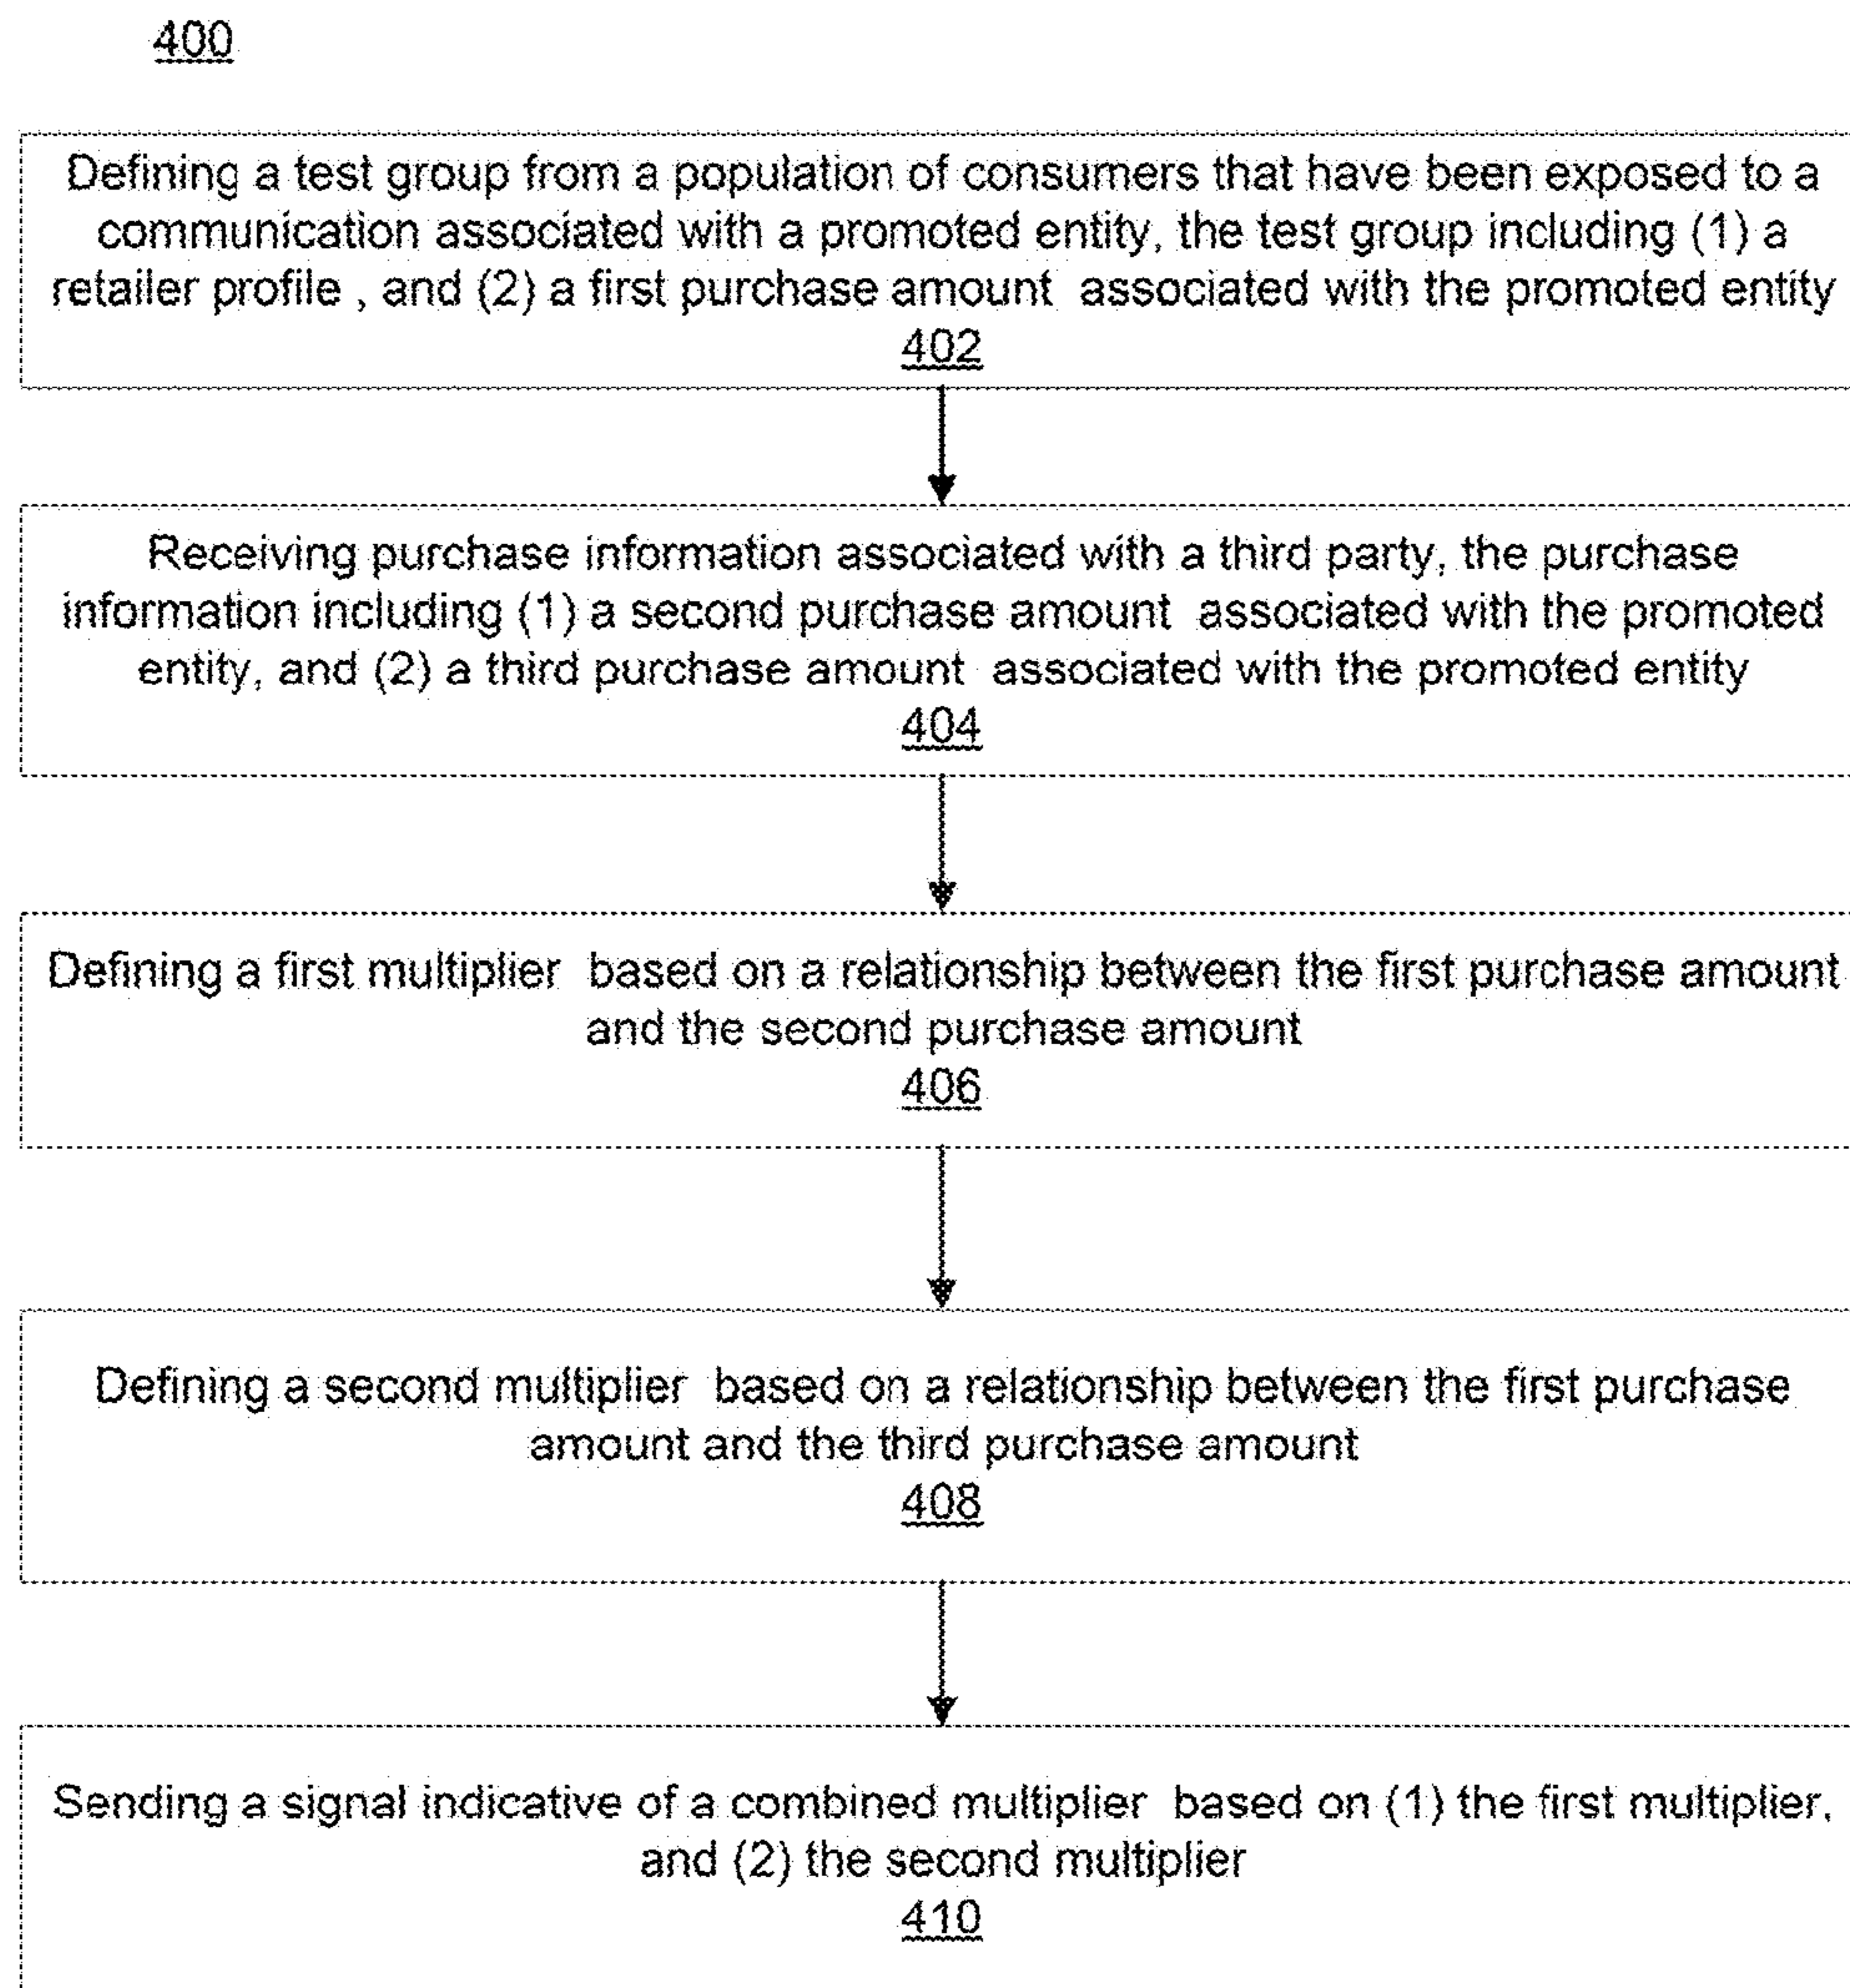 400
Defining a test group from a population of consumers that have been exposed to a
communication associated with a promoted entity, the test group including (1) a
retailer profile , and (2) a first purchase amount associated with the promoted entity
402
Receiving purchase information associated with a third party, the purchase
information including (1) a second purchase amount associated with the promoted
entity, and (2) a third purchase amount associated with the promoted entity
404
Defining a first multiplier based on a relationship between the first purchase amount
and the second purchase amount
406
Defining a second multiplier based on a relationship between the first purchase
amount and the third purchase amount
408
Sending a signal indicative of a combined multiplier based on (1) the first multiplier,
and (2) the second multiplier
410